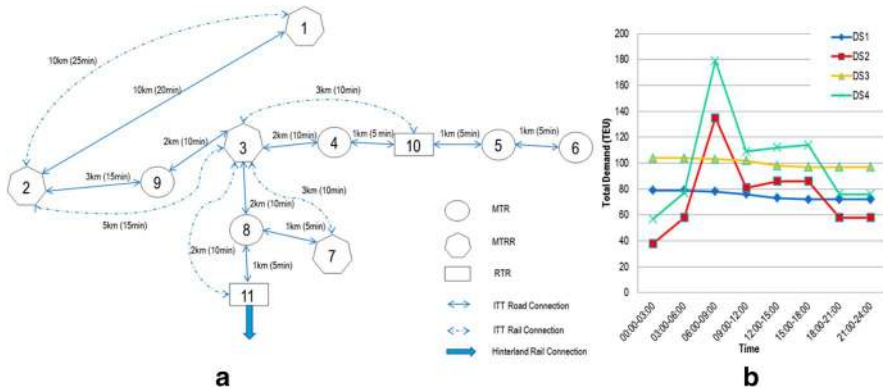 1
10km (25min)
10km (20min)
3km (10min)
2km (10min)
3
2km (10min)
4
1km (5 min)
10
1km (5min)
5
1km (5min)
6
2
3km (15min)
9
5km (15min)
2km (10min)
3km (10min)
2km (10min)
8
1km (5min)
7
1km (5min)
11
MTR
MTRR
RTR
ITT Road Connection
ITT Rail Connection
Hinterland Rail Connection
a
Total Demand (TEU)
200
180
160
140
120
100
80
60
40
20
0
DS1
DS2
DS3
DS4
00:00-03:00
03:00-06:00
06:00-09:00
09:00-12:00
12:00-15:00
15:00-18:00
18:00-21:00
21:00-24:00
Time
b